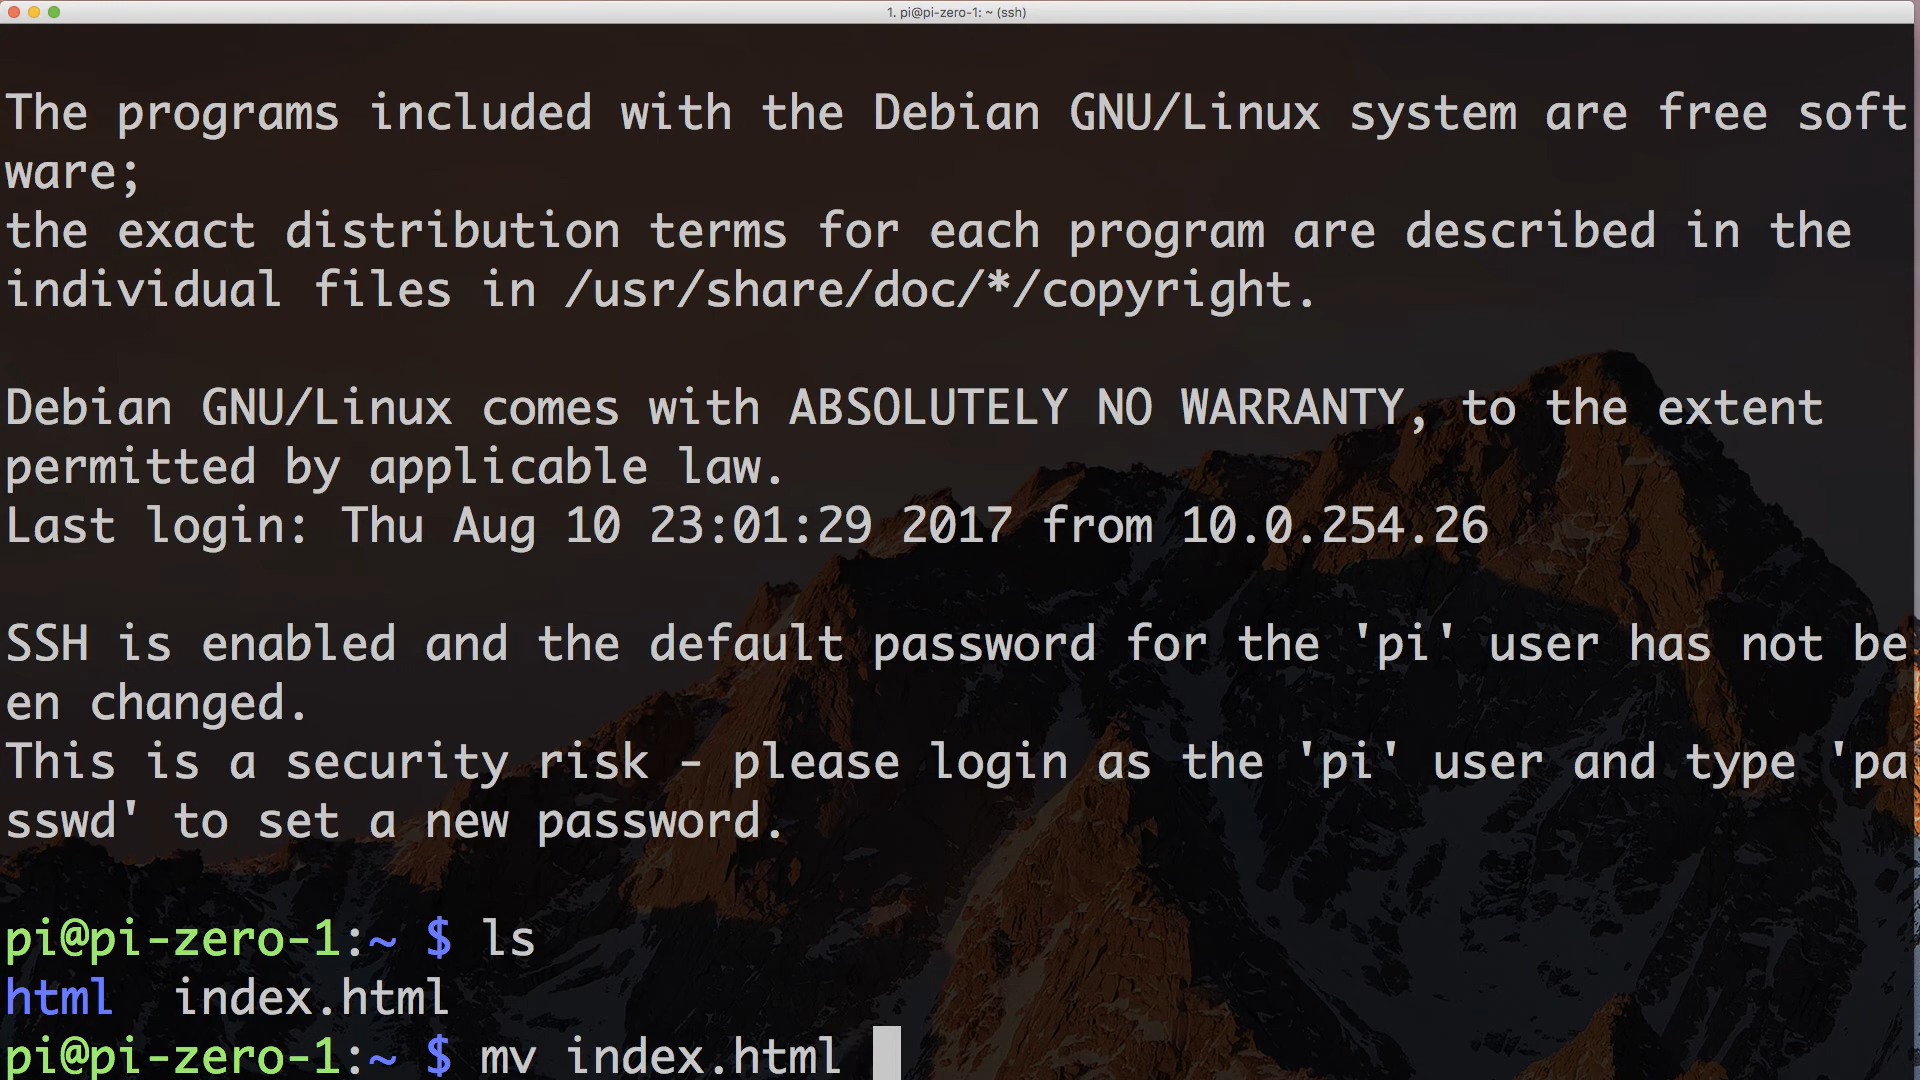 1. pi@pi-zero-1: ~ (ssh)
The programs included with the Debian GNU/Linux system are free soft
ware;
the exact distribution terms for each program are described in the
individual files in /usr/share/doc/*/copyright.
Debian GNU/Linux comes with ABSOLUTELY NO WARRANTY, to the extent
permitted by applicable law.
Last login: Thu Aug 10 23:01:29 2017 from 10.0.254.26
SSH is enabled and the default password for the 'pi' user has not be
en changed.
This is a security risk - please login as the 'pi' user and type 'pa
sswd' to set a new password.
pi@pi-zero-1:~ $ ls
html  index.html
pi@pi-zero-1:~ $ mv index.html